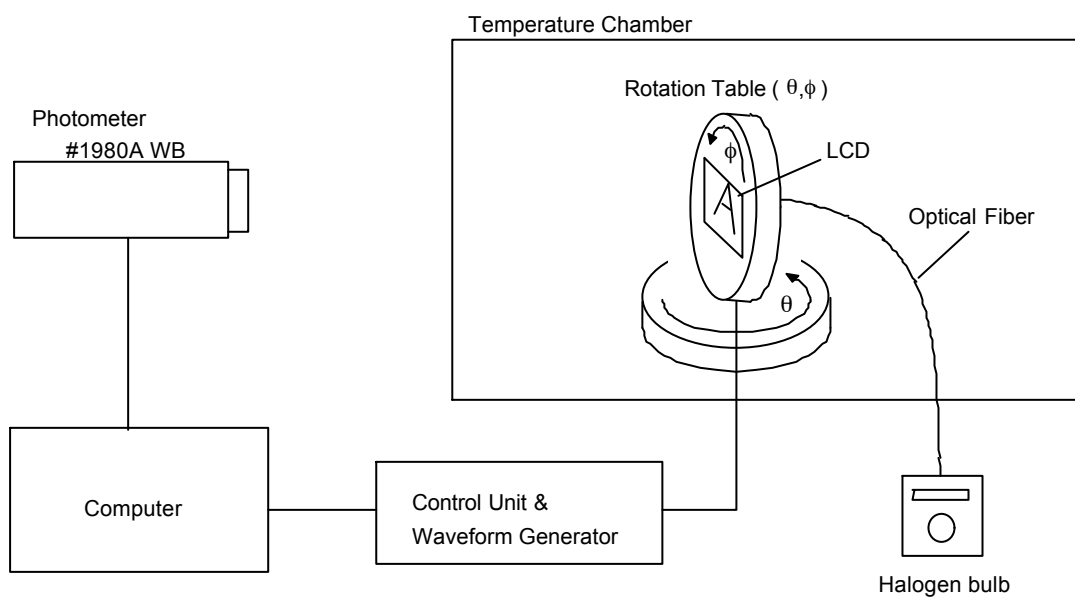 Temperature Chamber
Rotation Table ( θ,φ )
Photometer
#1980A WB
φ
LCD
A
Optical Fiber
θ
Computer
Control Unit &
Waveform Generator
Halogen bulb